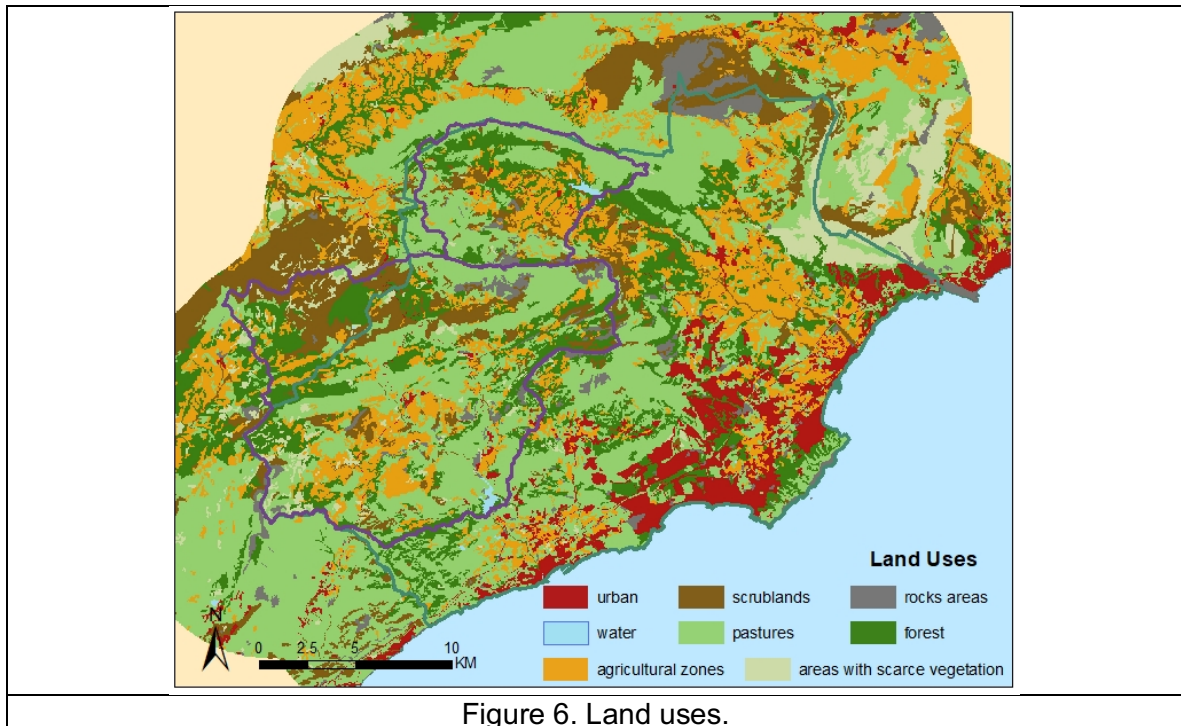 Land Uses
urban
scrublands
rocks areas
water
pastures
forest
agricultural zones
areas with scarce vegetation
N
0 2.5 5 10
KM
Figure 6. Land uses.